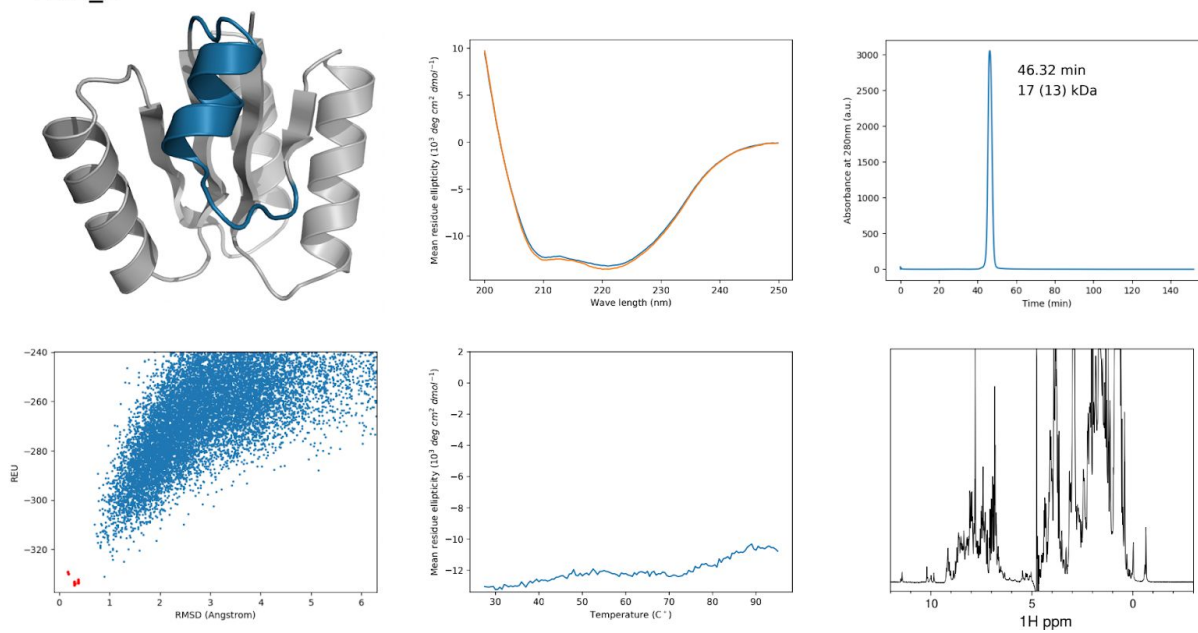 10
5
0
−5
−10
Mean residue ellipticity (10³ deg cm² dmol⁻¹)
200 210 220 230 240 250
Wave length (nm)
3000
2500
2000
1500
1000
500
0
Absorbance at 280nm (a.u.)
46.32 min
17 (13) kDa
0 20 40 60 80 100 120 140
Time (min)
−240
−260
−280
−300
−320
REU
0 1 2 3 4 5 6
RMSD (Angstrom)
2
0
−2
−4
−6
−8
−10
−12
Mean residue ellipticity (10³ deg cm² dmol⁻¹)
30 40 50 60 70 80 90
Temperature (C°)
10 5 0
1H ppm